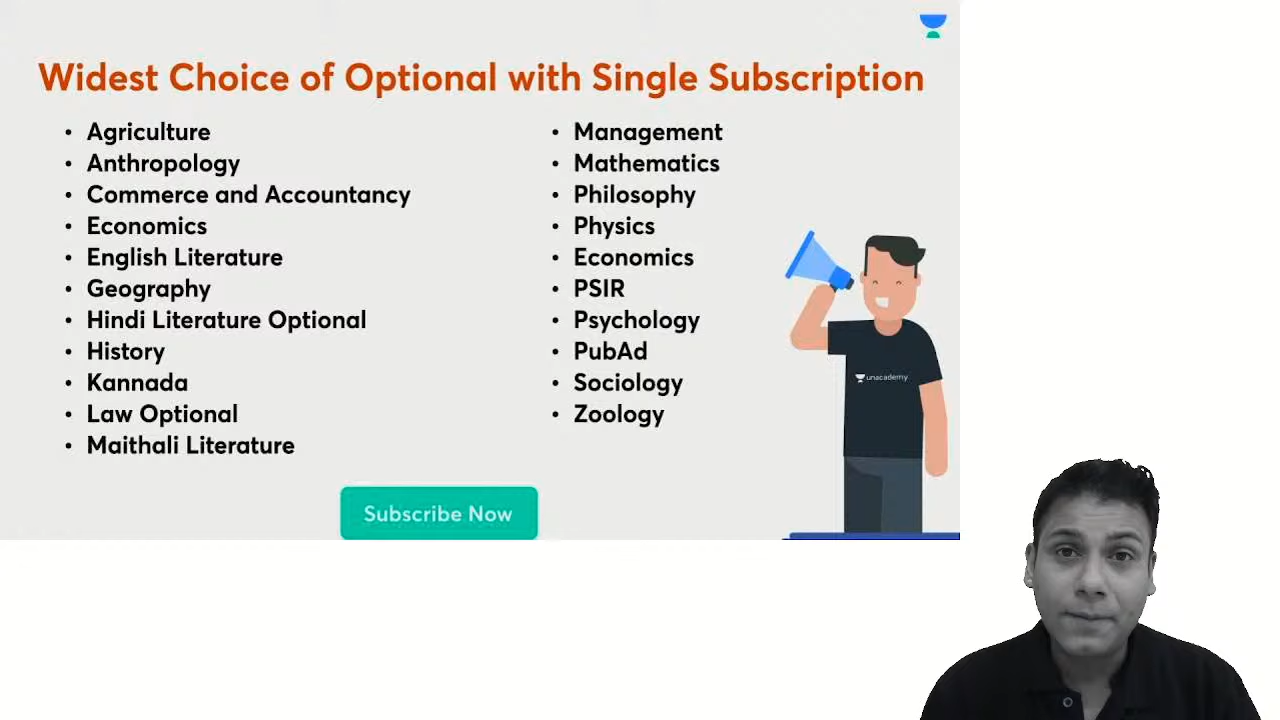 Widest Choice of Optional with Single Subscription
• Agriculture
• Anthropology
• Commerce and Accountancy
• Economics
• English Literature
• Geography
• Hindi Literature Optional
• History
• Kannada
• Law Optional
• Maithali Literature
• Management
• Mathematics
• Philosophy
• Physics
• Economics
• PSIR
• Psychology
• PubAd
• Sociology
• Zoology
unacademy
Subscribe Now